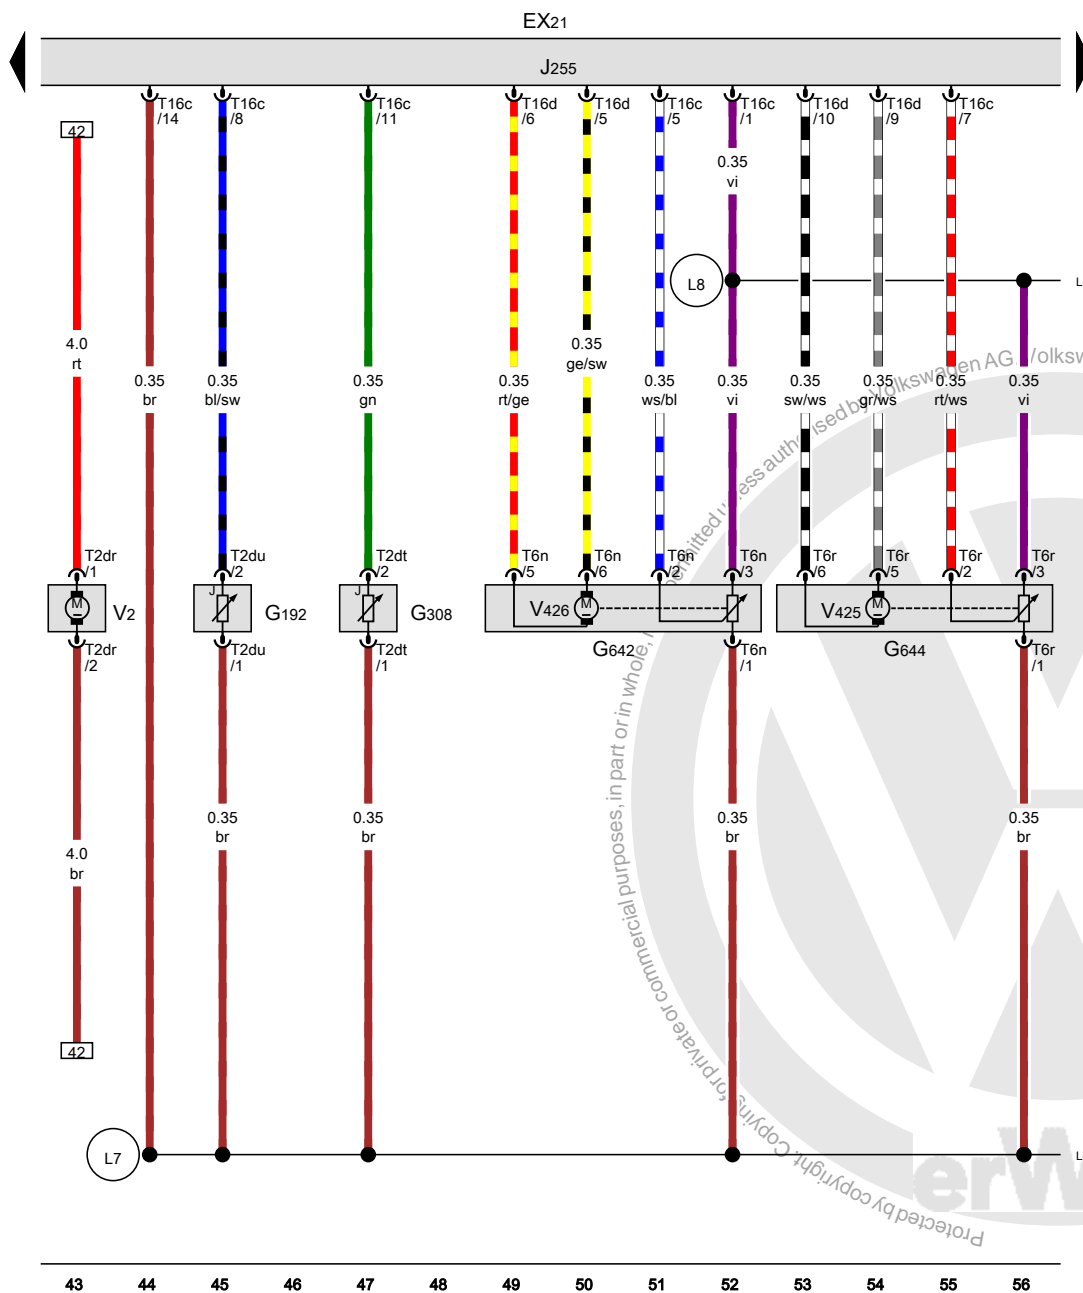 EX21
J255
T16c /14
T16c /8
T16c /11
T16d /6
T16d /5
T16c /5
T16c /1
T16d /10
T16d /9
T16c /7
42
0.35 vi
L8
L
4.0 rt
0.35 br
0.35 bl/sw
0.35 gn
0.35 rt/ge
0.35 ge/sw
0.35 ws/bl
0.35 vi
0.35 sw/ws
0.35 gr/ws
0.35 rt/ws
0.35 vi
T2dr /1
T2du /2
T2dt /2
T6n /5
T6n /6
T6n /2
T6n /3
T6r /6
T6r /5
T6r /2
T6r /3
M V2
J G192
J G308
V426 M
V425 M
G642
G644
T2dr /2
T2du /1
T2dt /1
T6n /1
T6r /1
4.0 br
0.35 br
0.35 br
0.35 br
0.35 br
42
L7
L
erW
Protected by copyright. Copying for private or commercial purposes, in part or in whole,
ised by Volkswagen AG.
43 44 45 46 47 48 49 50 51 52 53 54 55 56